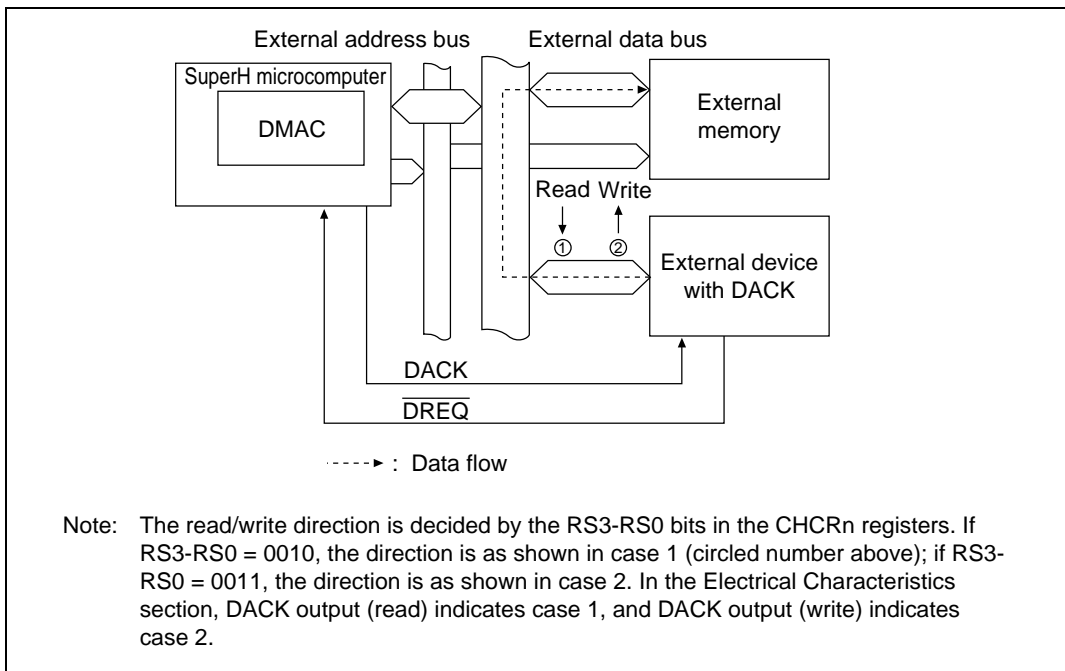 External address bus
External data bus
SuperH microcomputer
DMAC
External
memory
Read Write
① ②
External device
with DACK
DACK
DREQ
: Data flow
Note: The read/write direction is decided by the RS3-RS0 bits in the CHCRn registers. If
RS3-RS0 = 0010, the direction is as shown in case 1 (circled number above); if RS3-
RS0 = 0011, the direction is as shown in case 2. In the Electrical Characteristics
section, DACK output (read) indicates case 1, and DACK output (write) indicates
case 2.